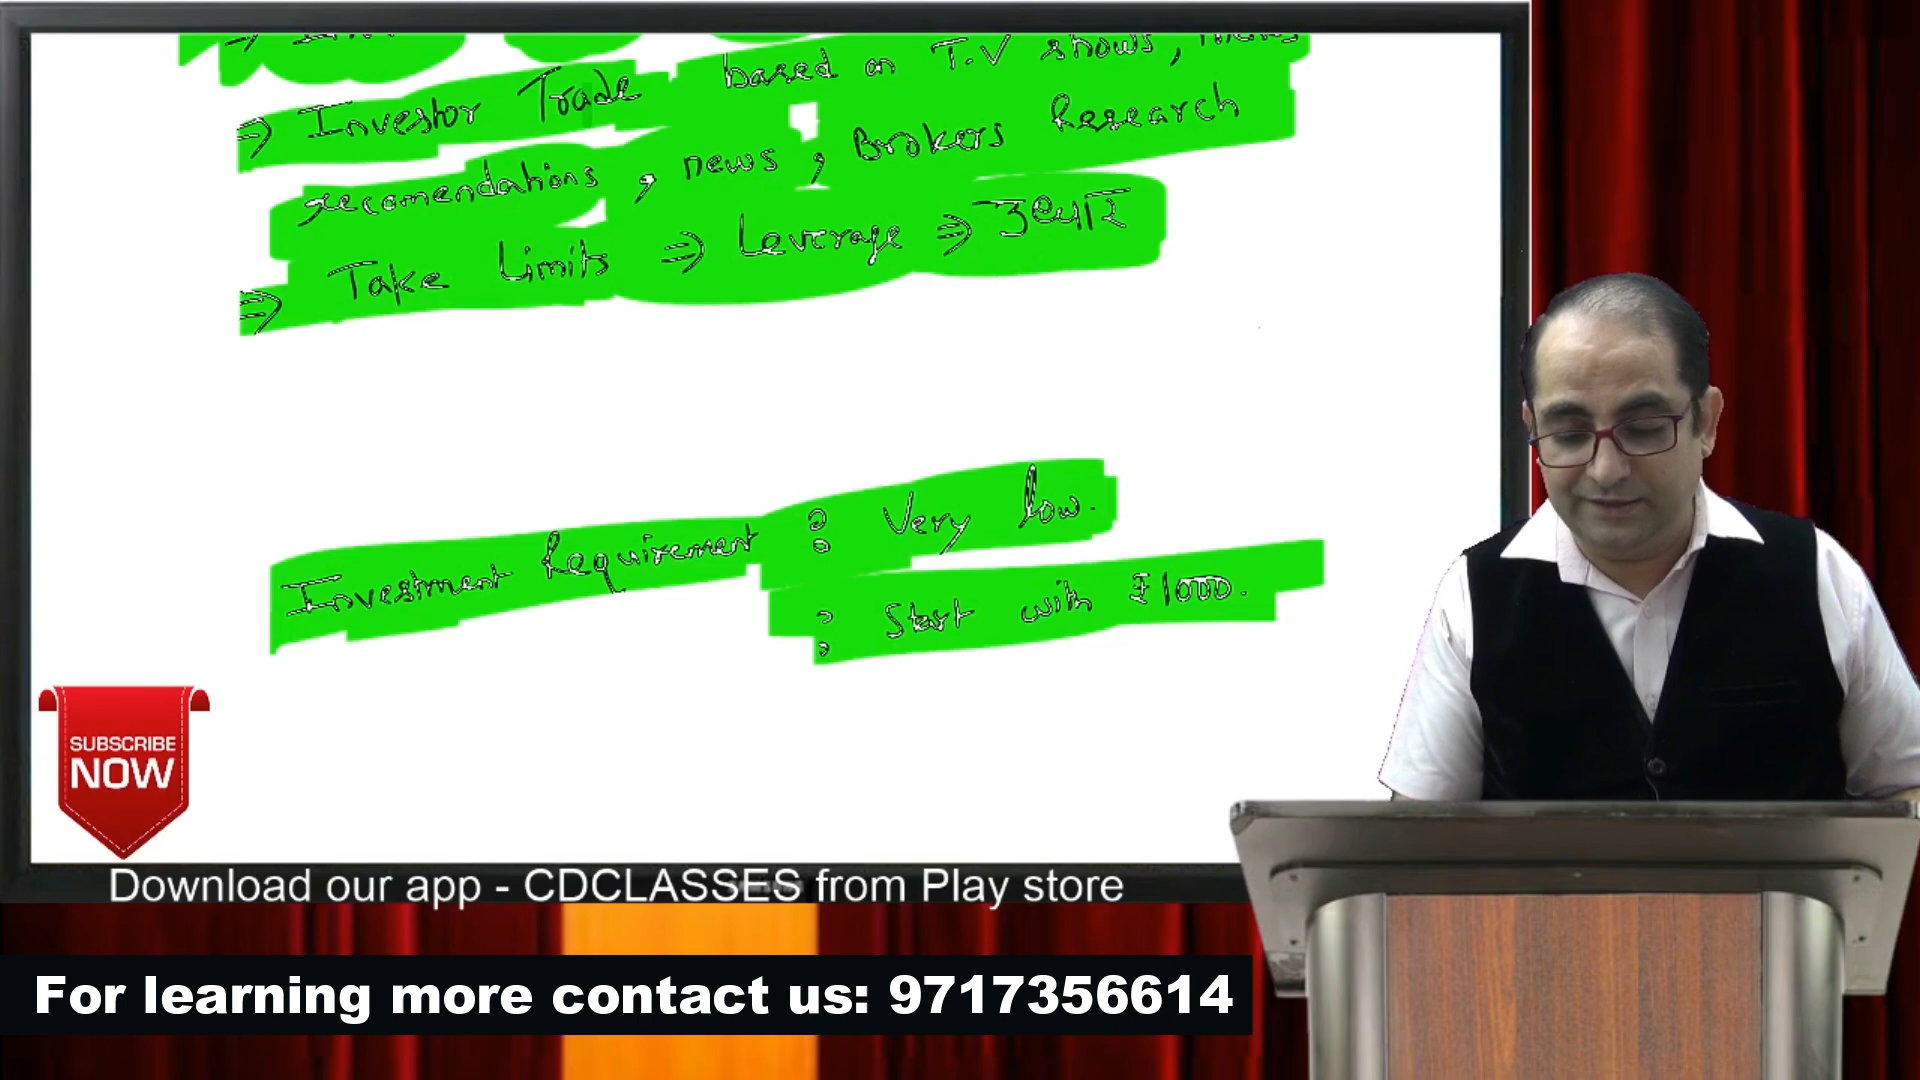 ⇒ Investor Trade based on T.V shows,
recomendations, news, Brokers Research
⇒ Take Limits ⇒ Leverage ⇒ उधार
Investment Requirement : Very low.
: Start with ₹1000.
SUBSCRIBE
NOW
Download our app - CDCLASSES from Play store
For learning more contact us: 9717356614